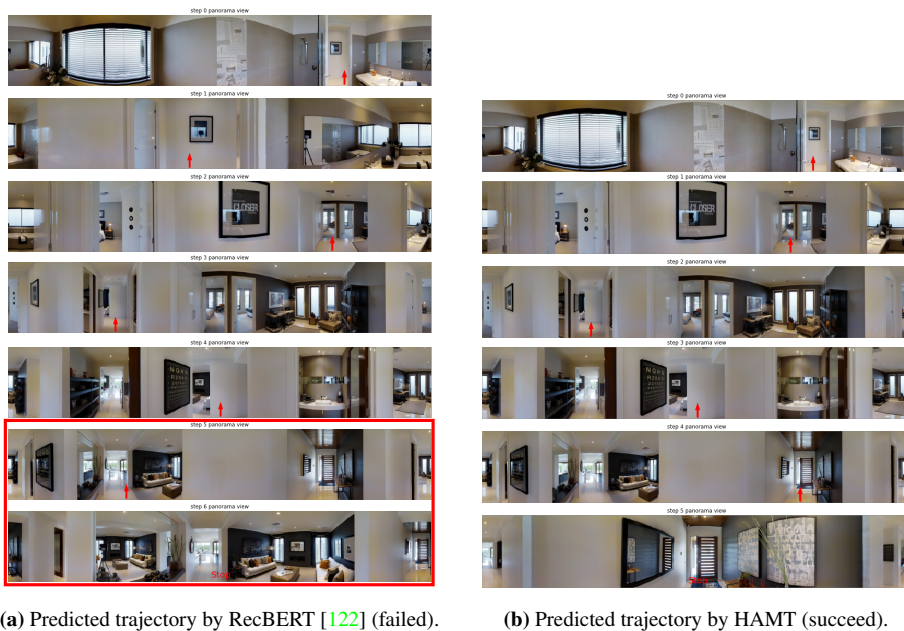 step 0 panorama view
step 1 panorama view
step 2 panorama view
CLOSER
step 3 panorama view
step 4 panorama view
step 5 panorama view
step 6 panorama view
Stop
(a) Predicted trajectory by RecBERT [122] (failed).
step 0 panorama view
step 1 panorama view
CLOSER
step 2 panorama view
step 3 panorama view
step 4 panorama view
step 5 panorama view
Stop
(b) Predicted trajectory by HAMT (succeed).